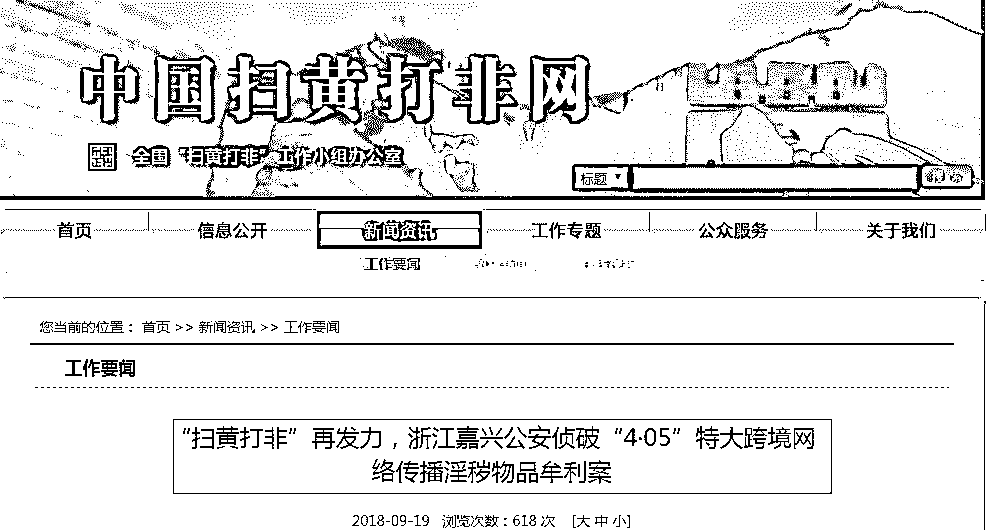 中国扫黄打非网
全国“扫黄打非”工作小组办公室
标题
首页 信息公开 新闻资讯 工作专题 公众服务 关于我们
工作要闻
您当前的位置： 首页 >> 新闻资讯 >> 工作要闻
工作要闻
“扫黄打非”再发力，浙江嘉兴公安侦破“4·05”特大跨境网
络传播淫秽物品牟利案
2018-09-19 浏览次数：618 次 [大 中 小]